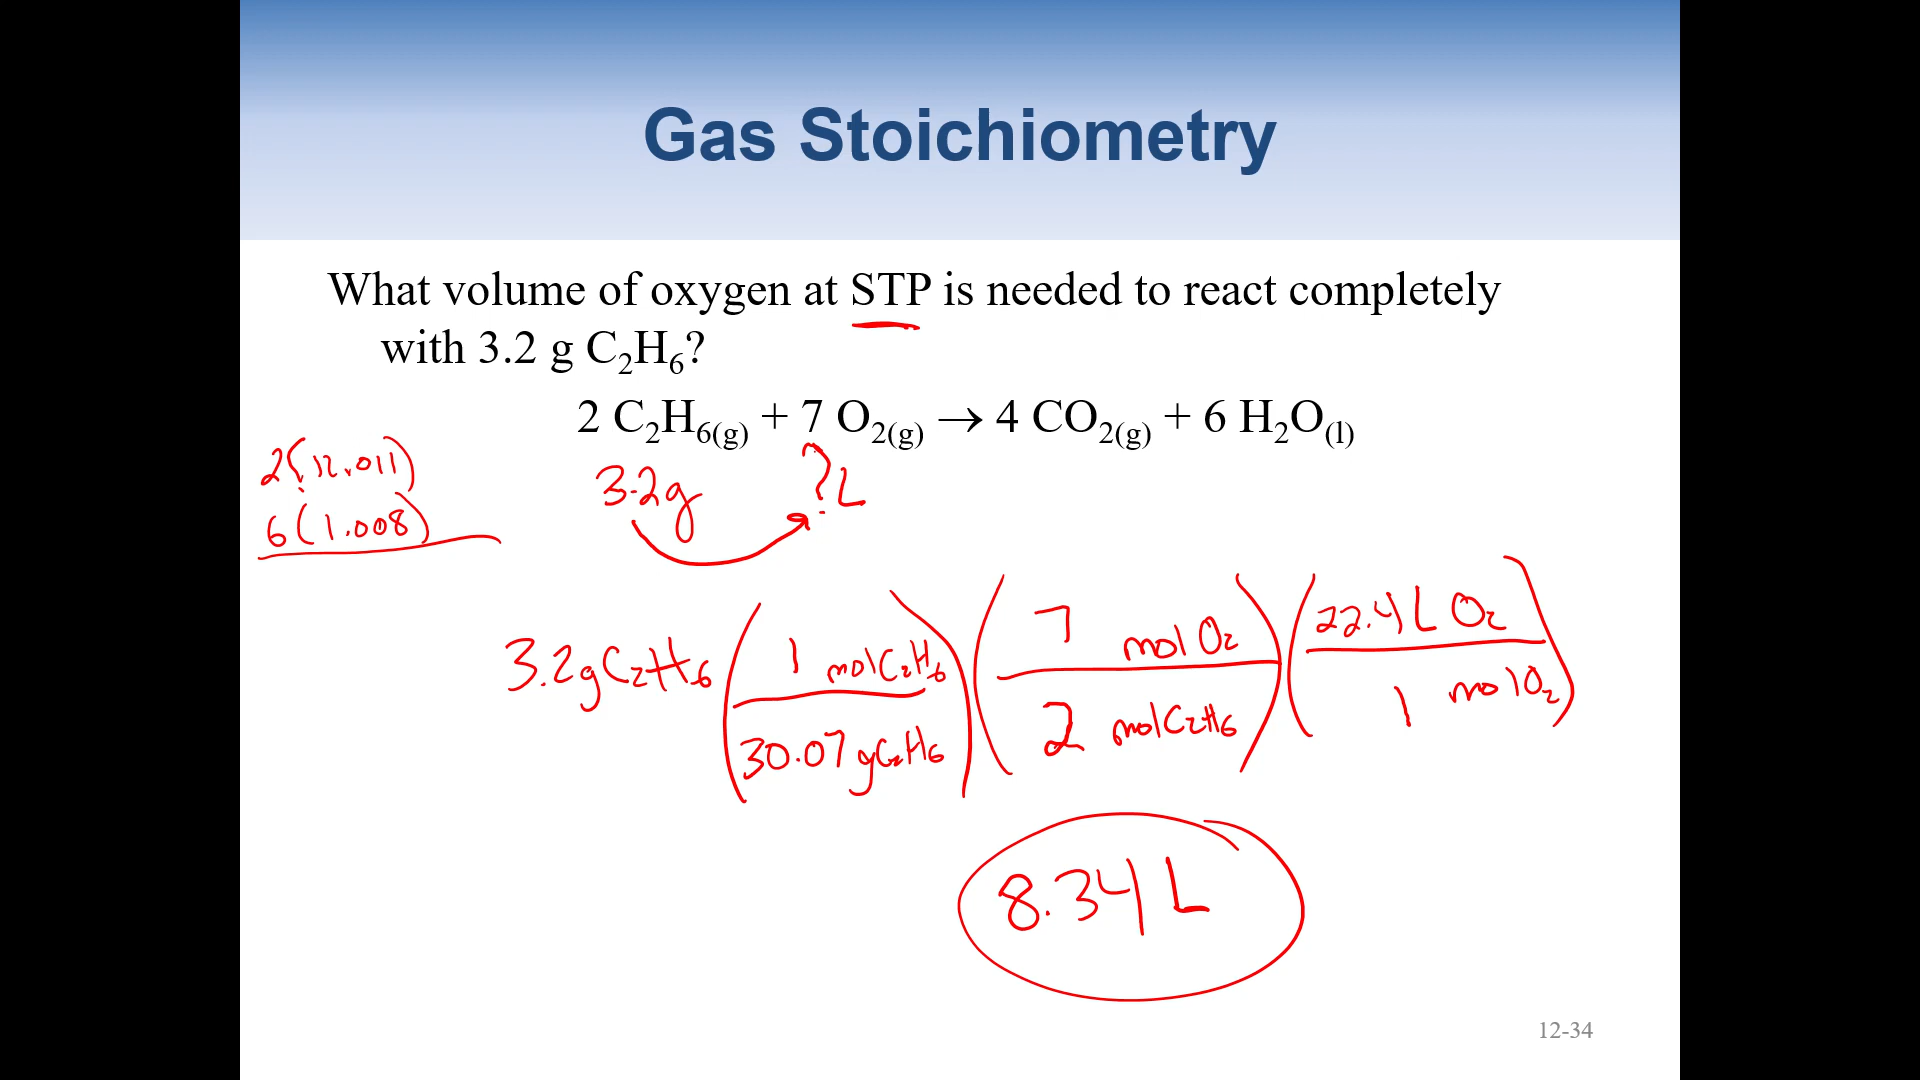 Gas Stoichiometry
What volume of oxygen at STP is needed to react completely
with 3.2 g C₂H₆?
2 C₂H₆(g) + 7 O₂(g) → 4 CO₂(g) + 6 H₂O(l)
2(12.011)
6(1.008)
3.2g ?L
3.2g C₂H₆ (1 mol C₂H₆ / 30.07 g C₂H₆) (7 mol O₂ / 2 mol C₂H₆) (22.4 L O₂ / 1 mol O₂)
8.34 L
12-34